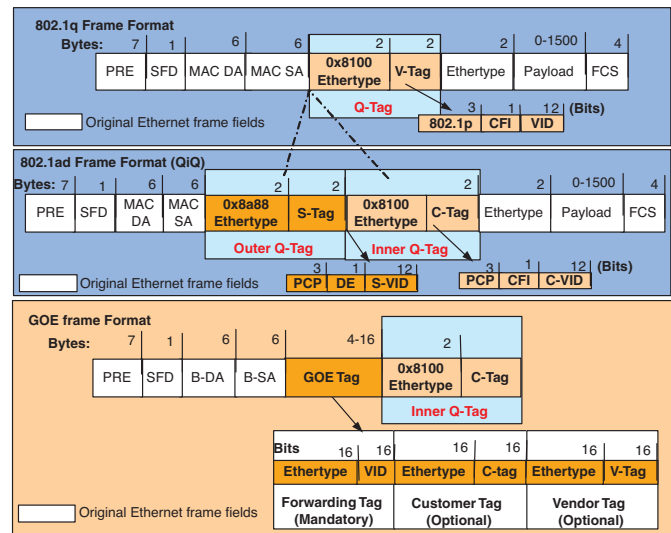 802.1q Frame Format
Bytes: 7 1 6 6 2 2 2 0-1500 4
PRE SFD MAC DA MAC SA 0x8100 Ethertype V-Tag Ethertype Payload FCS
Q-Tag
3 1 12 (Bits)
802.1p CFI VID
Original Ethernet frame fields
802.1ad Frame Format (QiQ)
Bytes: 7 1 6 6 2 2 2 2 0-1500 4
PRE SFD MAC DA MAC SA 0x8a88 Ethertype S-Tag 0x8100 Ethertype C-Tag Ethertype Payload FCS
Outer Q-Tag Inner Q-Tag
3 1 12 3 1 12 (Bits)
PCP DE S-VID PCP CFI C-VID
Original Ethernet frame fields
GOE frame Format
Bytes: 7 1 6 6 4-16 2
PRE SFD B-DA B-SA GOE Tag 0x8100 Ethertype C-Tag
Inner Q-Tag
Bits 16 16 16 16 16 16
Ethertype VID Ethertype C-tag Ethertype V-Tag
Forwarding Tag (Mandatory) Customer Tag (Optional) Vendor Tag (Optional)
Original Ethernet frame fields